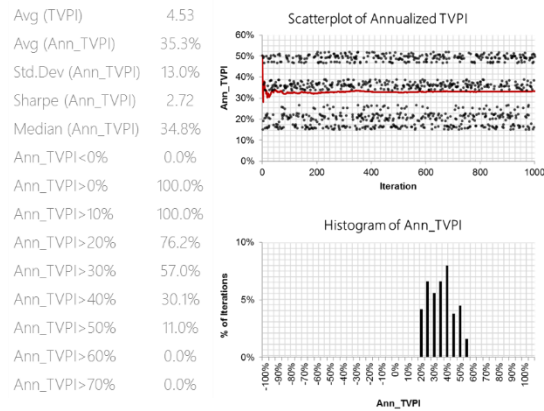 Avg (TVPI) 4.53
Avg (Ann_TVPI) 35.3%
Std.Dev (Ann_TVPI) 13.0%
Sharpe (Ann_TVPI) 2.72
Median (Ann_TVPI) 34.8%
Ann_TVPI<0% 0.0%
Ann_TVPI>0% 100.0%
Ann_TVPI>10% 100.0%
Ann_TVPI>20% 76.2%
Ann_TVPI>30% 57.0%
Ann_TVPI>40% 30.1%
Ann_TVPI>50% 11.0%
Ann_TVPI>60% 0.0%
Ann_TVPI>70% 0.0%
Scatterplot of Annualized TVPI
Ann_TVPI
60%
50%
40%
30%
20%
10%
0%
0 200 400 600 800 1000
Iteration
Histogram of Ann_TVPI
% of Iterations
10%
5%
0%
-100% -90% -80% -70% -60% -50% -40% -30% -20% -10% 0% 10% 20% 30% 40% 50% 60% 70% 80% 90% 100%
Ann_TVPI